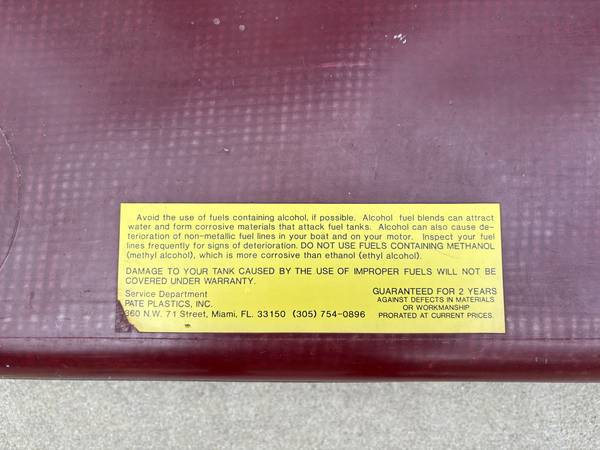 Avoid the use of fuels containing alcohol, if possible. Alcohol fuel blends can attract
water and form corrosive materials that attack fuel tanks. Alcohol can also cause de-
terioration of non-metallic fuel lines in your boat and on your motor. Inspect your fuel
lines frequently for signs of deterioration. DO NOT USE FUELS CONTAINING METHANOL
(methyl alcohol), which is more corrosive than ethanol (ethyl alcohol).
DAMAGE TO YOUR TANK CAUSED BY THE USE OF IMPROPER FUELS WILL NOT BE
COVERED UNDER WARRANTY.
Service Department
PATE PLASTICS, INC.
360 N.W. 71 Street, Miami, FL. 33150 (305) 754-0896
GUARANTEED FOR 2 YEARS
AGAINST DEFECTS IN MATERIALS
OR WORKMANSHIP
PRORATED AT CURRENT PRICES.